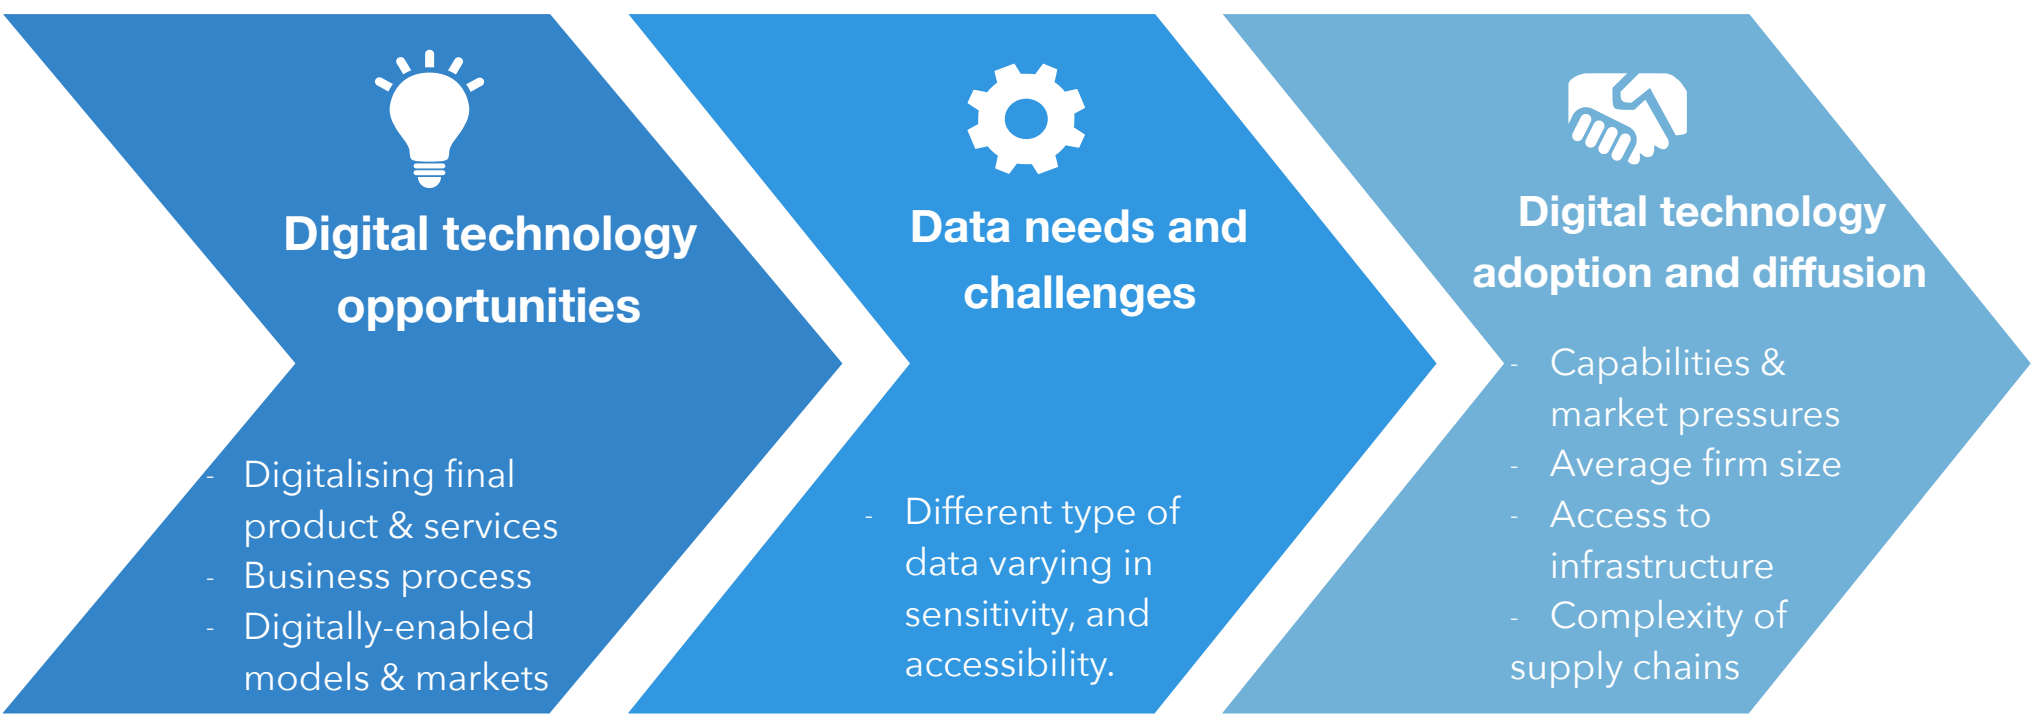 Digital technology
opportunities
- Digitalising final
product & services
- Business process
- Digitally-enabled
models & markets
Data needs and
challenges
- Different type of
data varying in
sensitivity, and
accessibility.
Digital technology
adoption and diffusion
- Capabilities &
market pressures
- Average firm size
- Access to
infrastructure
- Complexity of
supply chains